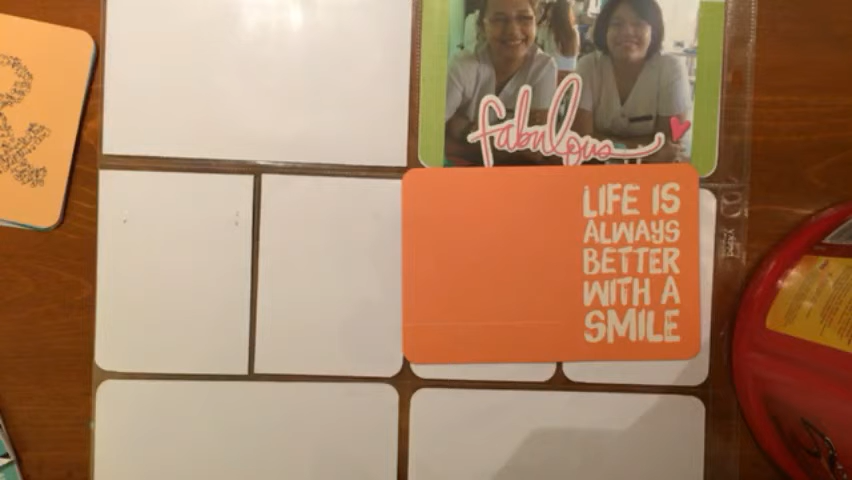 &
fabulous
LIFE IS
ALWAYS
BETTER
WITH A
SMILE